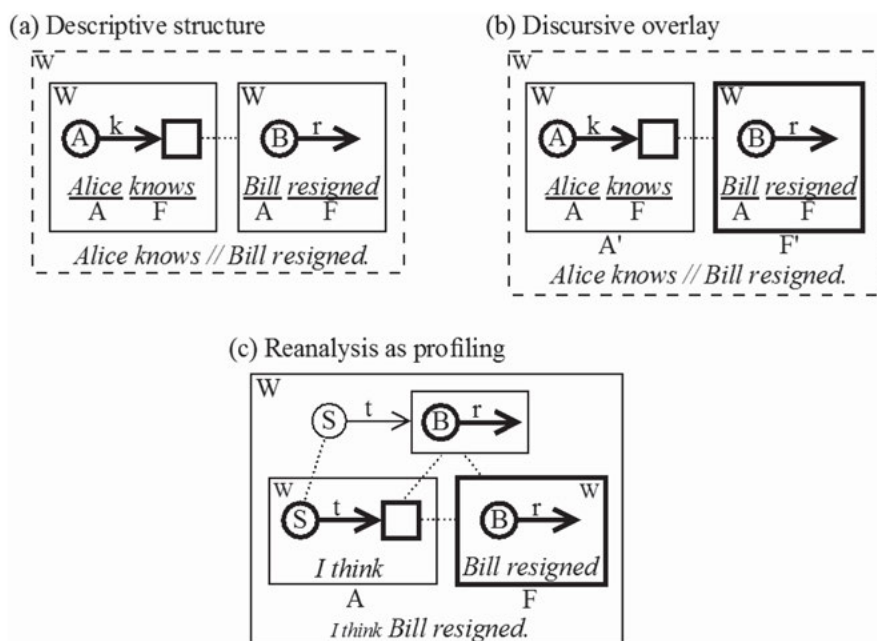 (a) Descriptive structure
W
W
A k
Alice knows
A F
W
B r
Bill resigned
A F
Alice knows // Bill resigned.
(b) Discursive overlay
W
W
A k
Alice knows
A F
A'
W
B r
Bill resigned
A F
F'
Alice knows // Bill resigned.
(c) Reanalysis as profiling
W
S t B r
W
S t
I think
A
W
B r
Bill resigned
F
I think Bill resigned.